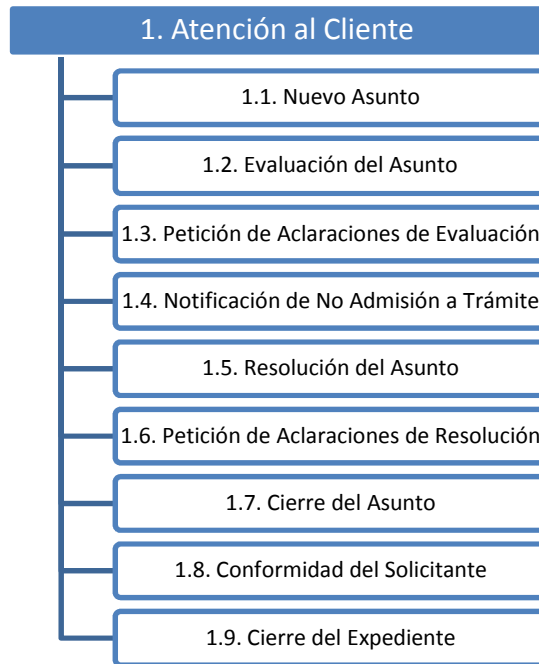 1. Atención al Cliente
1.1. Nuevo Asunto
1.2. Evaluación del Asunto
1.3. Petición de Aclaraciones de Evaluación
1.4. Notificación de No Admisión a Trámite
1.5. Resolución del Asunto
1.6. Petición de Aclaraciones de Resolución
1.7. Cierre del Asunto
1.8. Conformidad del Solicitante
1.9. Cierre del Expediente